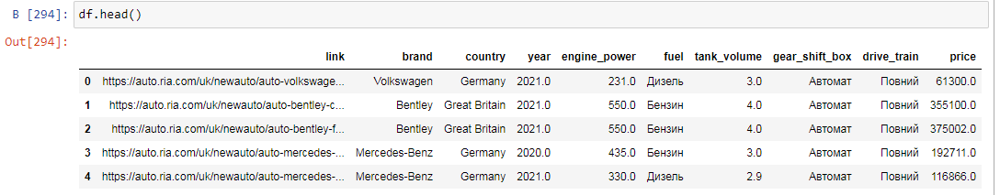 В [294]: df.head()
Out[294]:
link brand country year engine_power fuel tank_volume gear_shift_box drive_train price
0 https://auto.ria.com/uk/newauto/auto-volkswage... Volkswagen Germany 2021.0 231.0 Дизель 3.0 Автомат Повний 61300.0
1 https://auto.ria.com/uk/newauto/auto-bentley-c... Bentley Great Britain 2021.0 550.0 Бензин 4.0 Автомат Повний 355100.0
2 https://auto.ria.com/uk/newauto/auto-bentley-f... Bentley Great Britain 2021.0 550.0 Бензин 4.0 Автомат Повний 375002.0
3 https://auto.ria.com/uk/newauto/auto-mercedes-... Mercedes-Benz Germany 2020.0 435.0 Бензин 3.0 Автомат Повний 192711.0
4 https://auto.ria.com/uk/newauto/auto-mercedes-... Mercedes-Benz Germany 2021.0 330.0 Дизель 2.9 Автомат Повний 116866.0